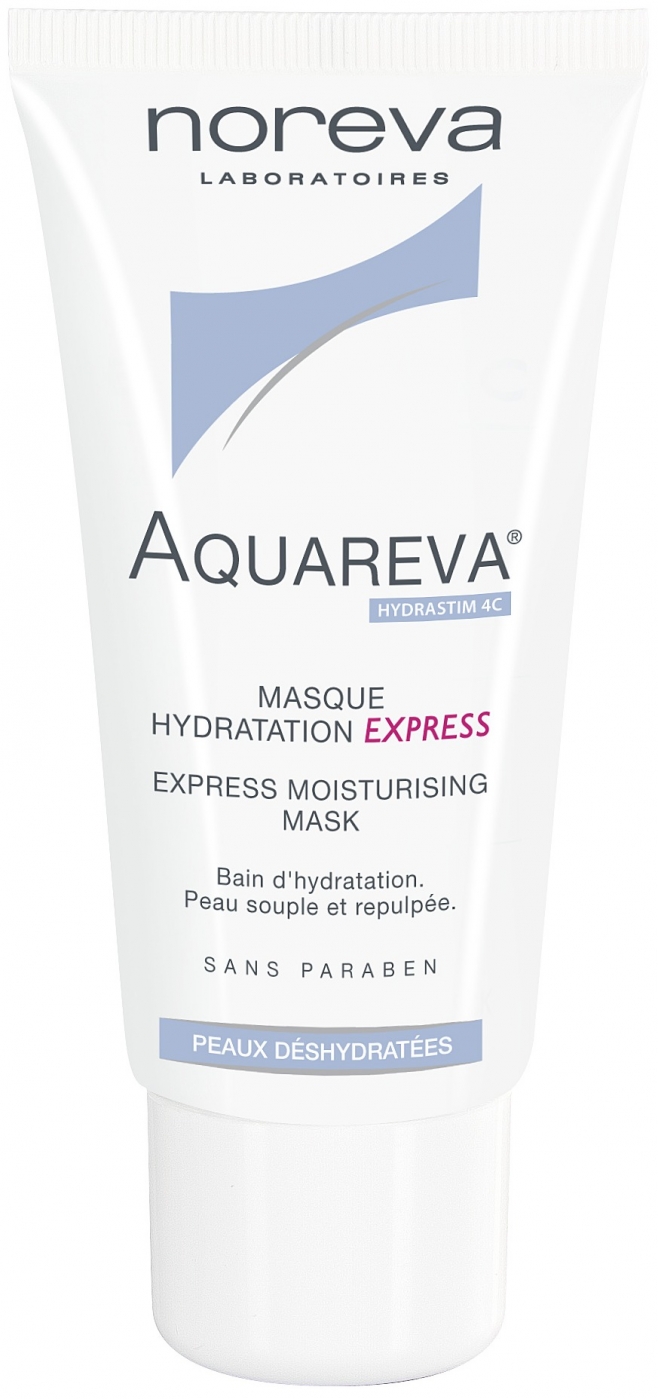 noreva
LABORATOIRES
AQUAREVA®
HYDRASTIM 4C
MASQUE
HYDRATATION EXPRESS
EXPRESS MOISTURISING
MASK
Bain d'hydratation.
Peau souple et repulpée.
SANS PARABEN
PEAUX DÉSHYDRATÉES